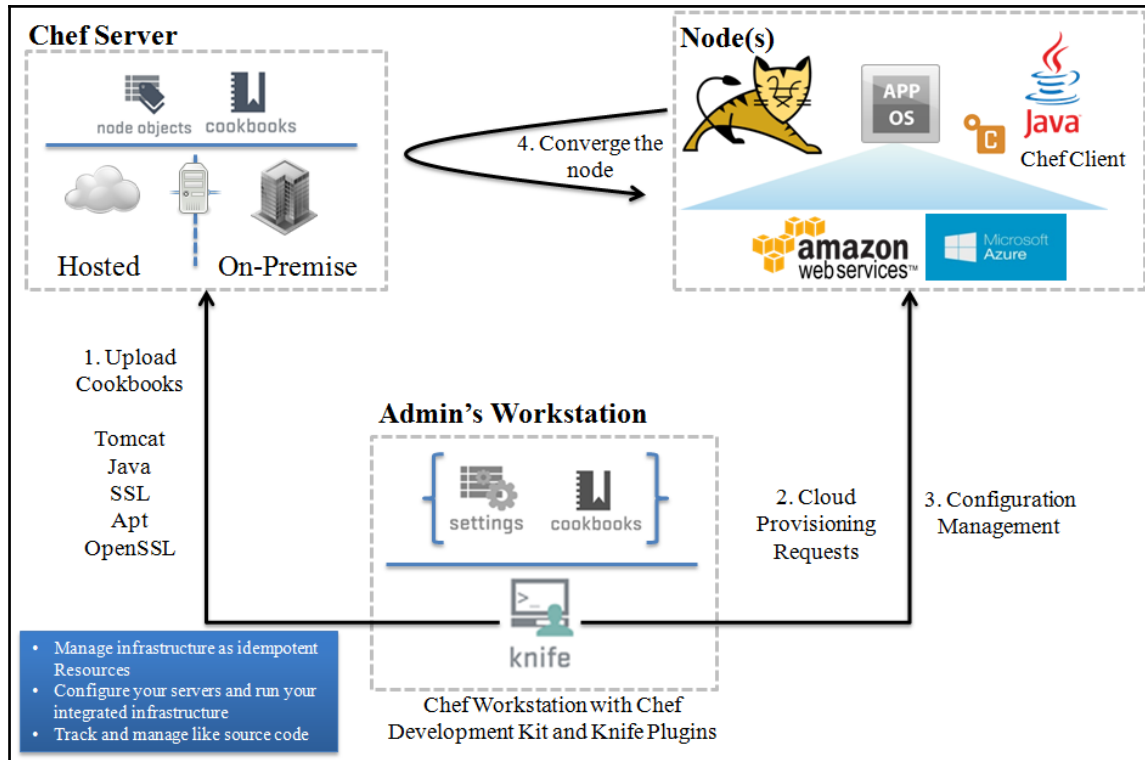 Chef Server
node objects
cookbooks
Hosted
On-Premise
Node(s)
APP
OS
C
Java™
Chef Client
amazon
web services™
Microsoft
Azure
4. Converge the
node
1. Upload
Cookbooks
Tomcat
Java
SSL
Apt
OpenSSL
Admin's Workstation
settings
cookbooks
>_
knife
Chef Workstation with Chef
Development Kit and Knife Plugins
2. Cloud
Provisioning
Requests
3. Configuration
Management
• Manage infrastructure as idempotent
Resources
• Configure your servers and run your
integrated infrastructure
• Track and manage like source code